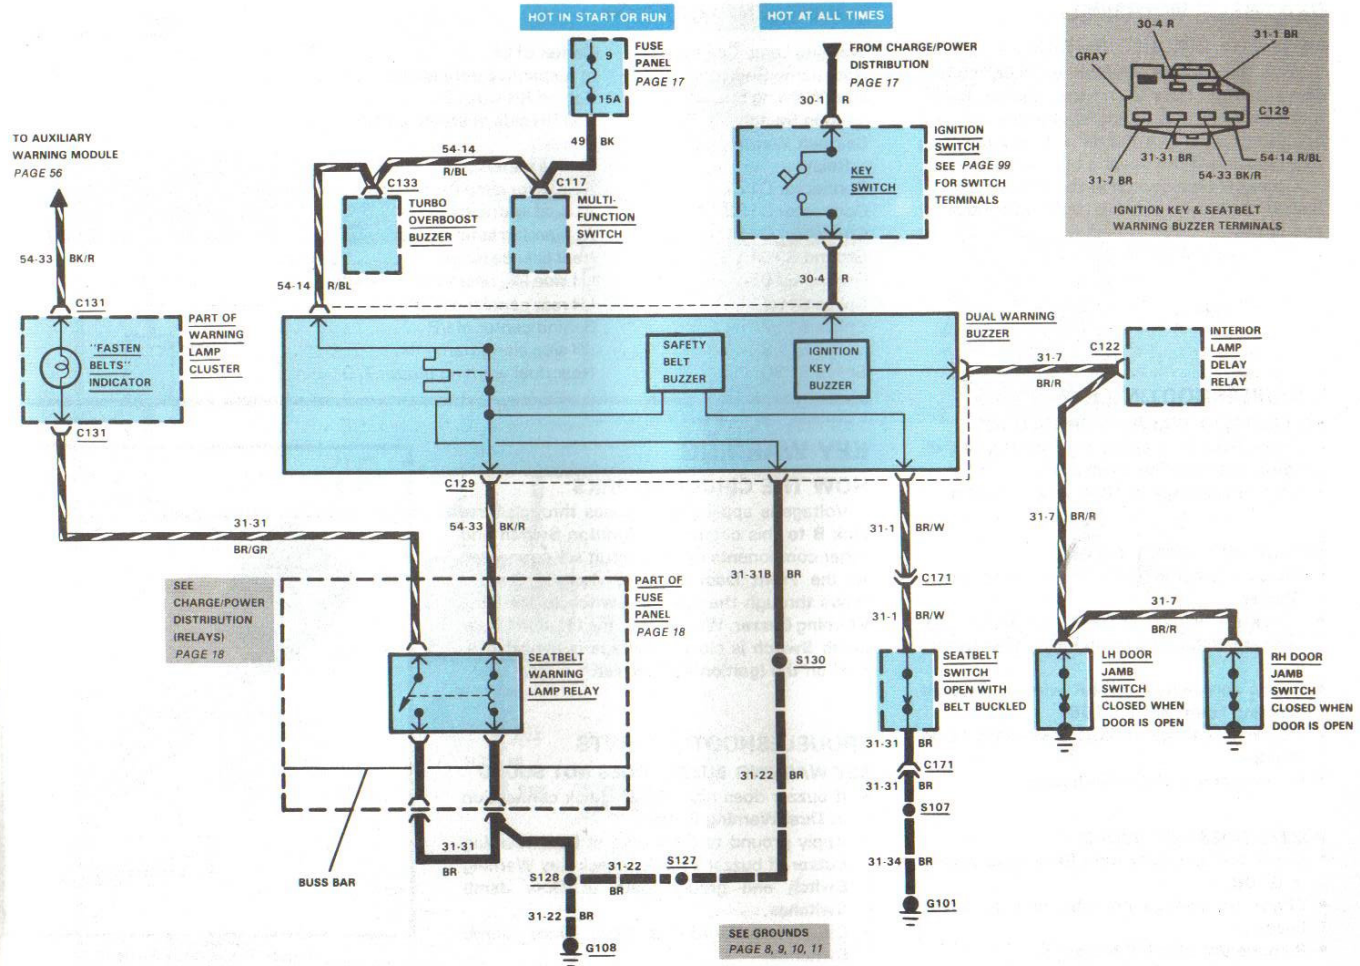 HOT IN START OR RUN
HOT AT ALL TIMES
9
15A
FUSE
PANEL
PAGE 17
FROM CHARGE/POWER
DISTRIBUTION
PAGE 17
30-1 R
49 BK
30-4 R
31-1 BR
GRAY
C129
31-31 BR
54-14 R/BL
31-7 BR
54-33 BK/R
IGNITION KEY & SEATBELT
WARNING BUZZER TERMINALS
TO AUXILIARY
WARNING MODULE
PAGE 56
54-14
R/BL
C133
C117
TURBO
OVERBOOST
BUZZER
MULTI-
FUNCTION
SWITCH
KEY
SWITCH
IGNITION
SWITCH
SEE PAGE 99
FOR SWITCH
TERMINALS
54-33 BK/R
54-14 R/BL
30-4 R
C131
"FASTEN
BELTS"
INDICATOR
PART OF
WARNING
LAMP
CLUSTER
C131
SAFETY
BELT
BUZZER
IGNITION
KEY
BUZZER
DUAL WARNING
BUZZER
31-7
BR/R
C122
INTERIOR
LAMP
DELAY
RELAY
C129
54-33 BK/R
31-31
BR/GR
31-1 BR/W
31-7 BR/R
31-31B BR
C171
31-1 BR/W
31-7
BR/R
SEE
CHARGE/POWER
DISTRIBUTION
(RELAYS)
PAGE 18
PART OF
FUSE
PANEL
PAGE 18
SEATBELT
WARNING
LAMP RELAY
S130
SEATBELT
SWITCH
OPEN WITH
BELT BUCKLED
LH DOOR
JAMB
SWITCH
CLOSED WHEN
DOOR IS OPEN
RH DOOR
JAMB
SWITCH
CLOSED WHEN
DOOR IS OPEN
31-31 BR
C171
31-31 BR
31-22 BR
S107
BUSS BAR
31-31
BR
S128
31-22
BR
S127
31-34 BR
31-22 BR
G101
G108
SEE GROUNDS
PAGE 8, 9, 10, 11